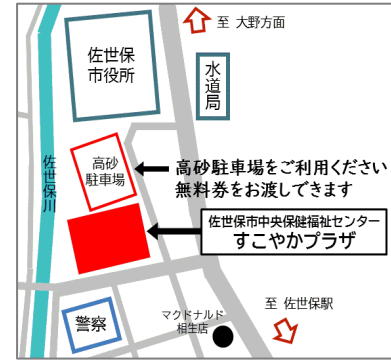 至 大野方面
佐世保
市役所
水道局
佐世保川
高砂
駐車場
高砂駐車場をご利用ください
無料券をお渡しできます
佐世保市中央保健福祉センター
すこやかプラザ
警察
マクドナルド
相生店
至 佐世保駅